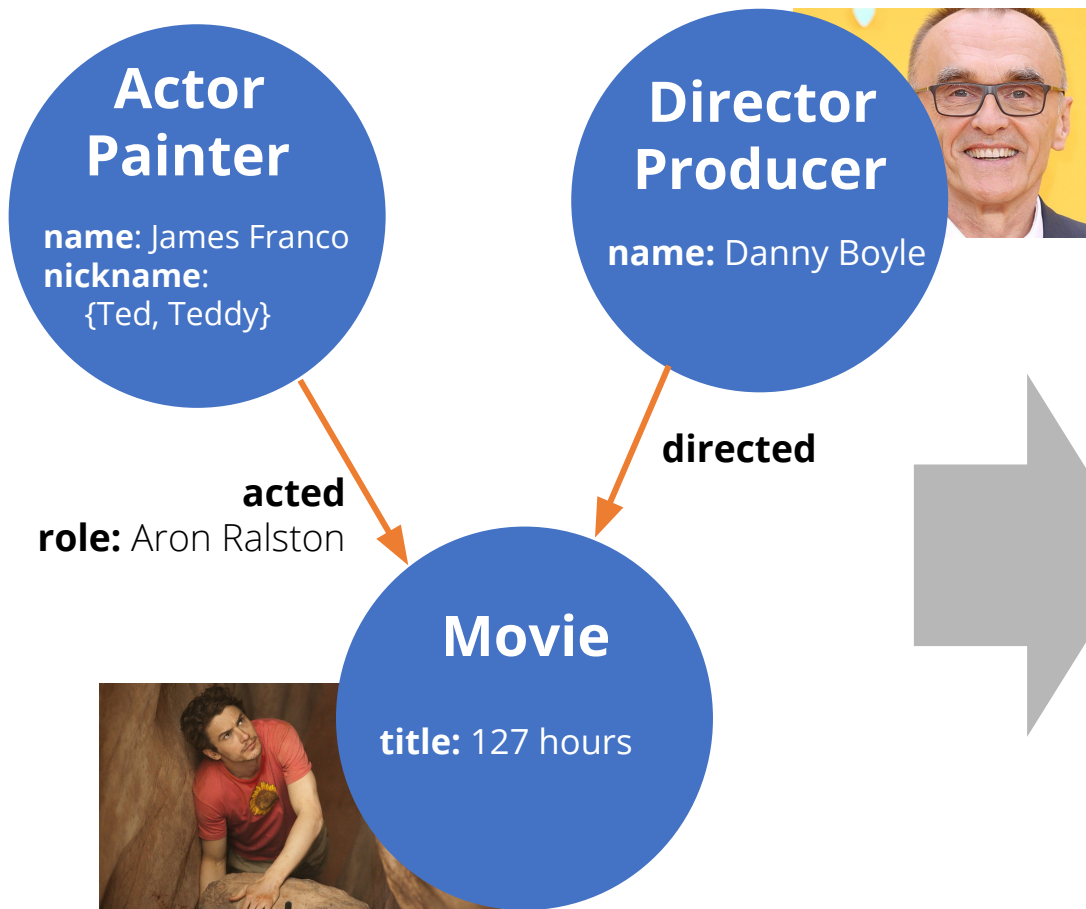 Actor
Painter
name: James Franco
nickname:
{Ted, Teddy}
Director
Producer
name: Danny Boyle
acted
role: Aron Ralston
directed
Movie
title: 127 hours